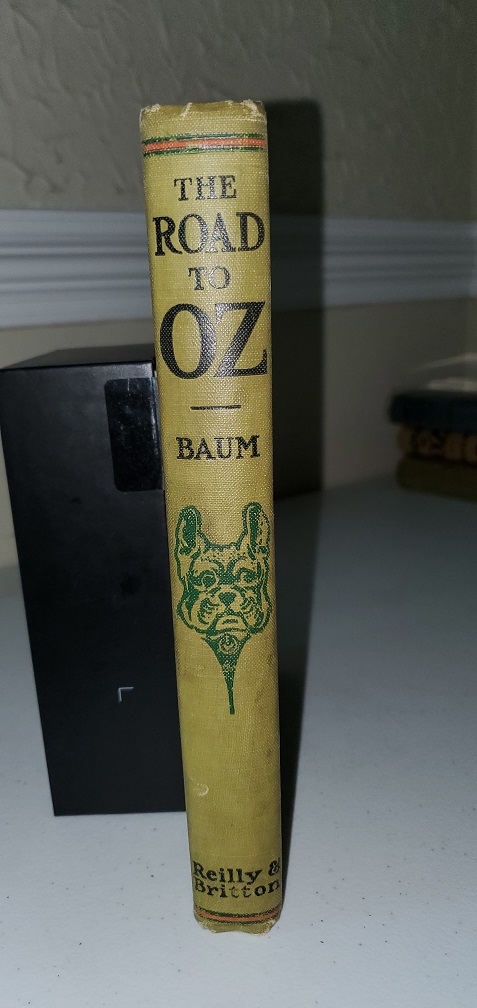 THE
ROAD
TO
OZ
BAUM
Reilly &
Britton